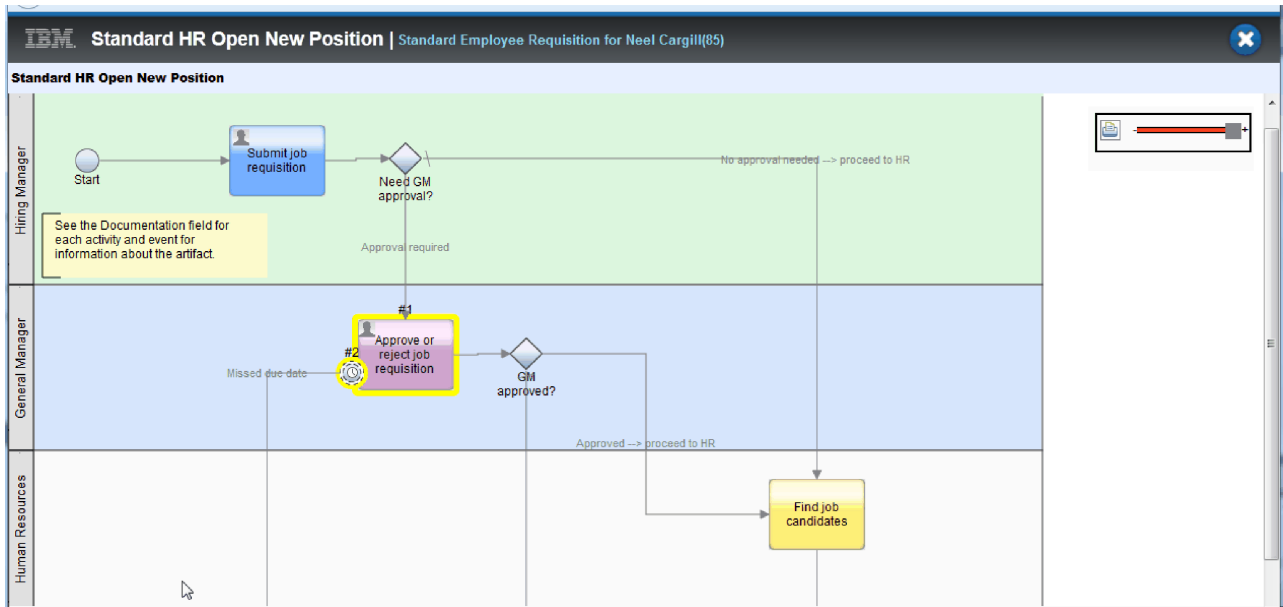 IBM. Standard HR Open New Position | Standard Employee Requisition for Neel Cargill(85)
Standard HR Open New Position
Hiring Manager
Start
Submit job
requisition
Need GM
approval?
No approval needed --> proceed to HR
See the Documentation field for
each activity and event for
information about the artifact.
Approval required
General Manager
#1
Approve or
reject job
requisition
#2
Missed due date
GM
approved?
Approved --> proceed to HR
Human Resources
Find job
candidates
- +